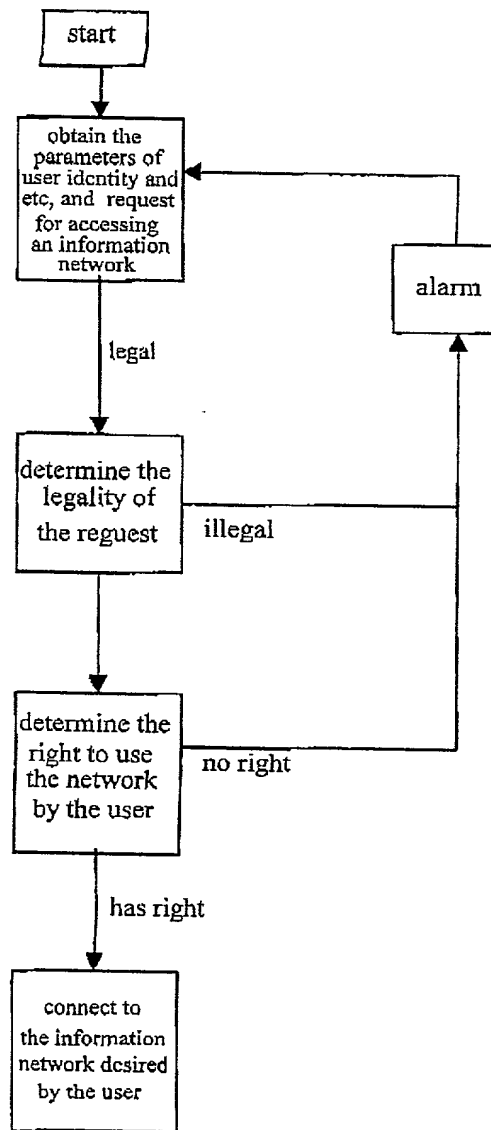 start
obtain the
parameters of
user identity and
etc, and request
for accessing
an information
network
alarm
legal
determine the
legality of
the reguest
illegal
determine the
right to use
the network
by the user
no right
has right
connect to
the information
network desired
by the user